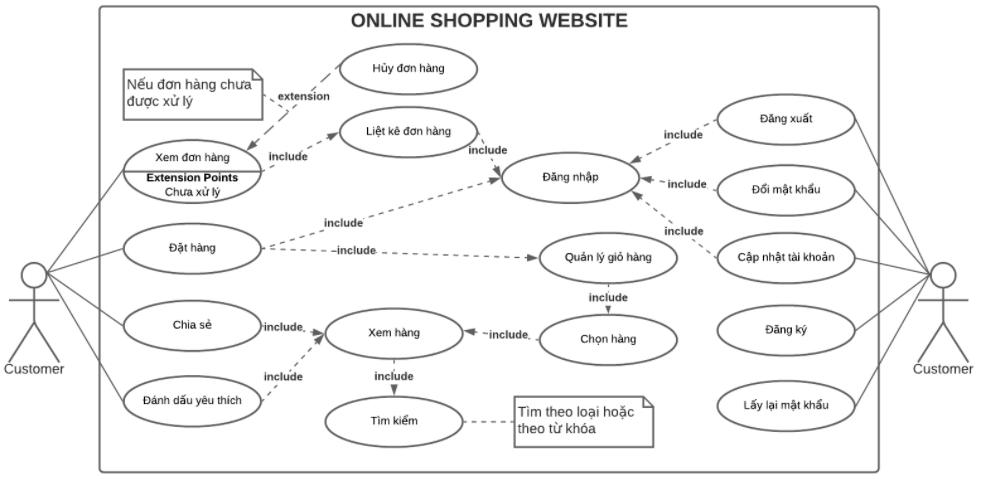 ONLINE SHOPPING WEBSITE
Nếu đơn hàng chưa
được xử lý
extension
Hủy đơn hàng
Xem đơn hàng
Extension Points
Chưa xử lý
include
Liệt kê đơn hàng
include
Đăng nhập
include
Đăng xuất
include
Đổi mật khẩu
include
Cập nhật tài khoản
Đặt hàng
include
include
Quản lý giỏ hàng
include
Chia sẻ
include
Xem hàng
include
Chọn hàng
Đăng ký
Customer
Customer
Đánh dấu yêu thích
include
include
Tìm kiếm
Tìm theo loại hoặc
theo từ khóa
Lấy lại mật khẩu